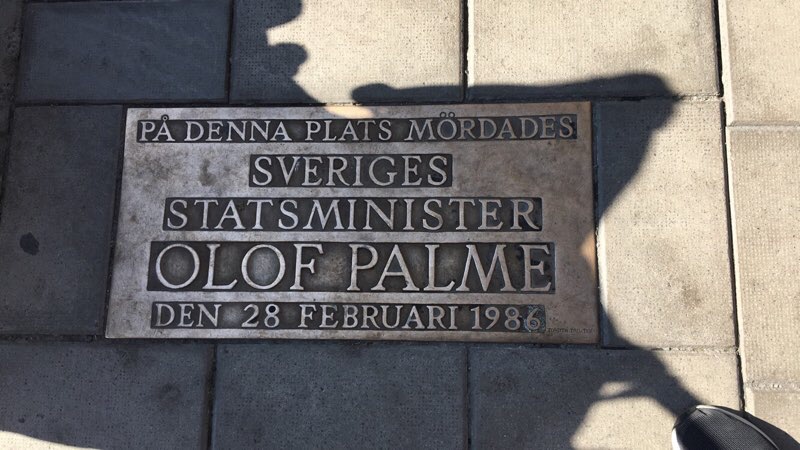 PÅ DENNA PLATS MÖRDADES
SVERIGES
STATSMINISTER
OLOF PALME
DEN 28 FEBRUARI 1986